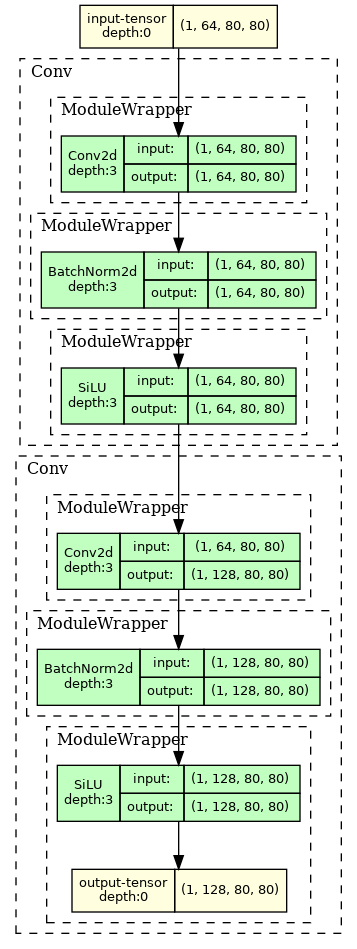 input-tensor
depth:0
(1, 64, 80, 80)
Conv
ModuleWrapper
Conv2d
depth:3
input:
(1, 64, 80, 80)
output:
(1, 64, 80, 80)
ModuleWrapper
BatchNorm2d
depth:3
input:
(1, 64, 80, 80)
output:
(1, 64, 80, 80)
ModuleWrapper
SiLU
depth:3
input:
(1, 64, 80, 80)
output:
(1, 64, 80, 80)
Conv
ModuleWrapper
Conv2d
depth:3
input:
(1, 64, 80, 80)
output:
(1, 128, 80, 80)
ModuleWrapper
BatchNorm2d
depth:3
input:
(1, 128, 80, 80)
output:
(1, 128, 80, 80)
ModuleWrapper
SiLU
depth:3
input:
(1, 128, 80, 80)
output:
(1, 128, 80, 80)
output-tensor
depth:0
(1, 128, 80, 80)